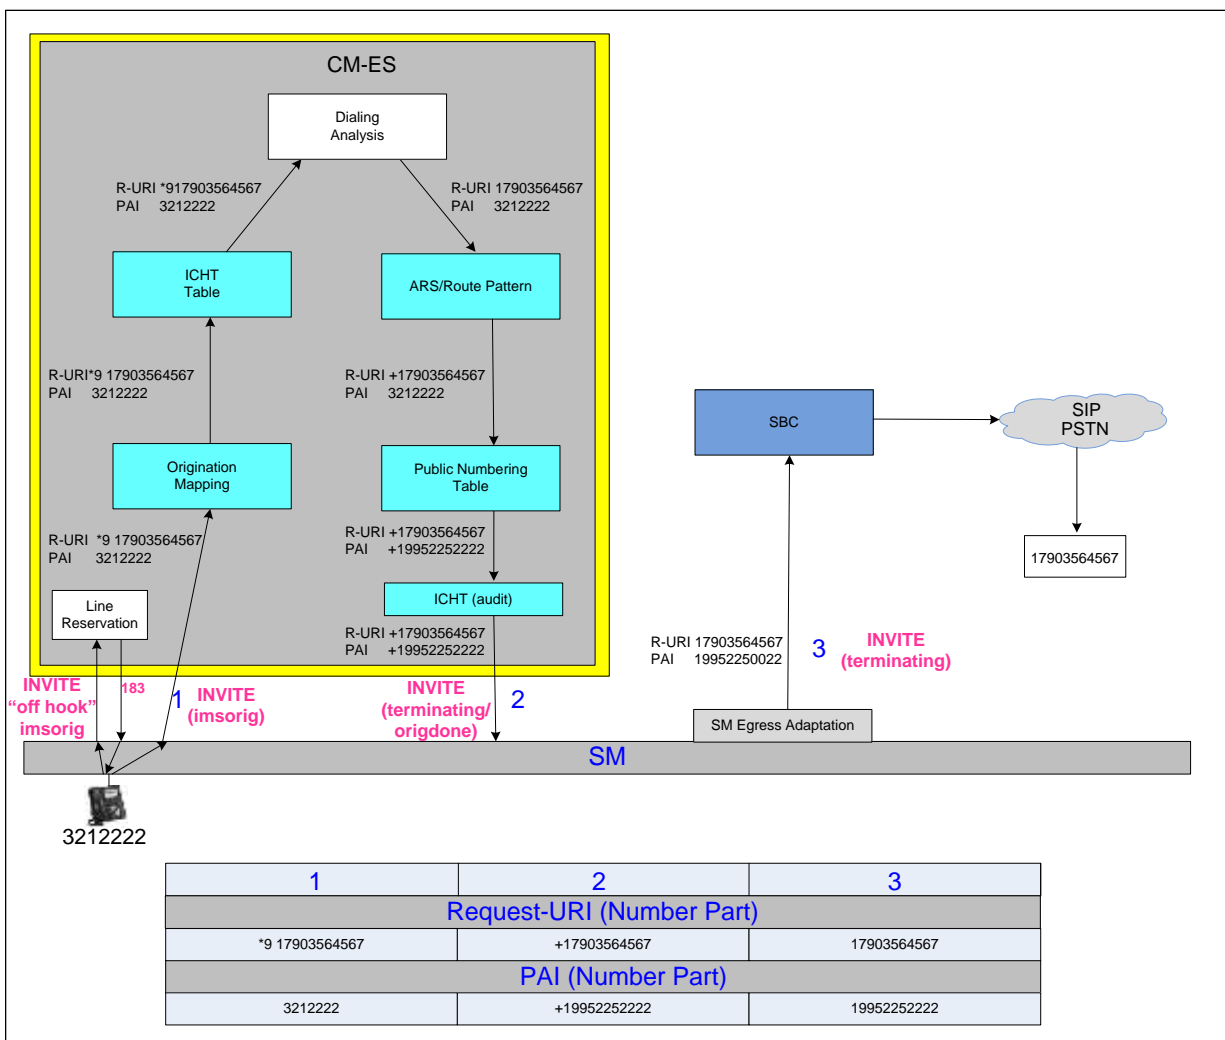 CM-ES
Dialing
Analysis
R-URI *917903564567
PAI 3212222
R-URI 17903564567
PAI 3212222
ICHT
Table
ARS/Route Pattern
R-URI*9 17903564567
PAI 3212222
R-URI +17903564567
PAI 3212222
Origination
Mapping
Public Numbering
Table
R-URI *9 17903564567
PAI 3212222
R-URI +17903564567
PAI +19952252222
Line
Reservation
ICHT (audit)
R-URI +17903564567
PAI +19952252222
INVITE
“off hook”
imsorig
183
1
INVITE
(imsorig)
INVITE
(terminating/
origdone)
2
SBC
SIP
PSTN
17903564567
R-URI 17903564567
PAI 19952250022
3
INVITE
(terminating)
SM Egress Adaptation
SM
3212222
1 2 3
Request-URI (Number Part)
*9 17903564567 +17903564567 17903564567
PAI (Number Part)
3212222 +19952252222 19952252222